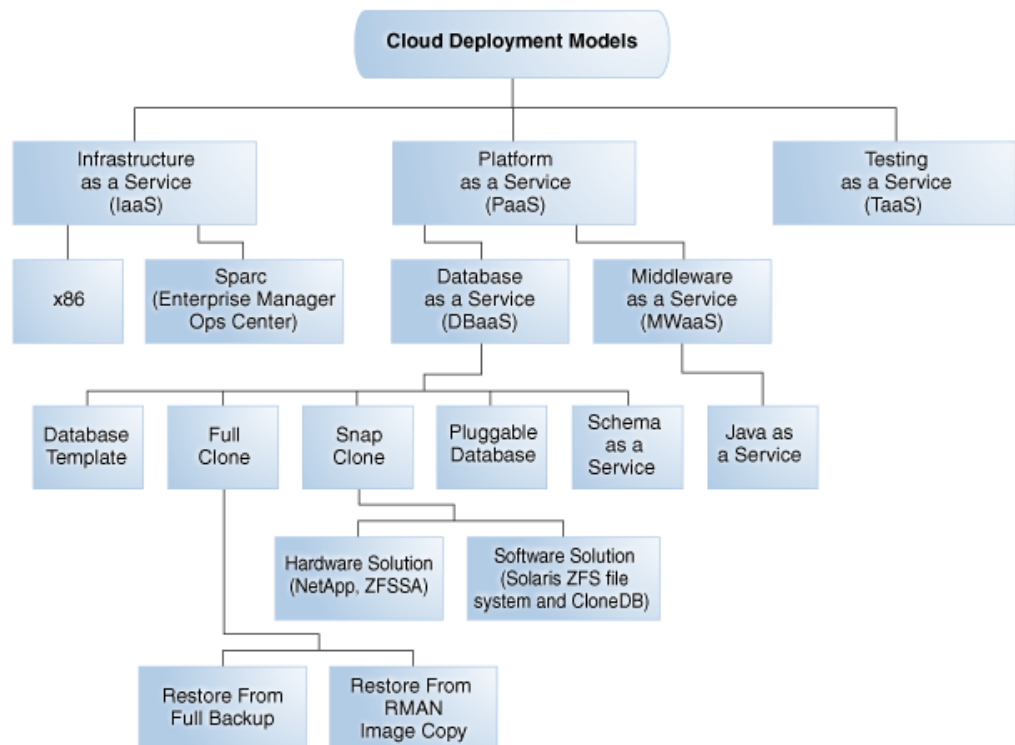 Cloud Deployment Models
Infrastructure
as a Service
(IaaS)
Platform
as a Service
(PaaS)
Testing
as a Service
(TaaS)
x86
Sparc
(Enterprise Manager
Ops Center)
Database
as a Service
(DBaaS)
Middleware
as a Service
(MWaaS)
Database
Template
Full
Clone
Snap
Clone
Pluggable
Database
Schema
as a
Service
Java as
a Service
Hardware Solution
(NetApp, ZFSSA)
Software Solution
(Solaris ZFS file
system and CloneDB)
Restore From
Full Backup
Restore From
RMAN
Image Copy